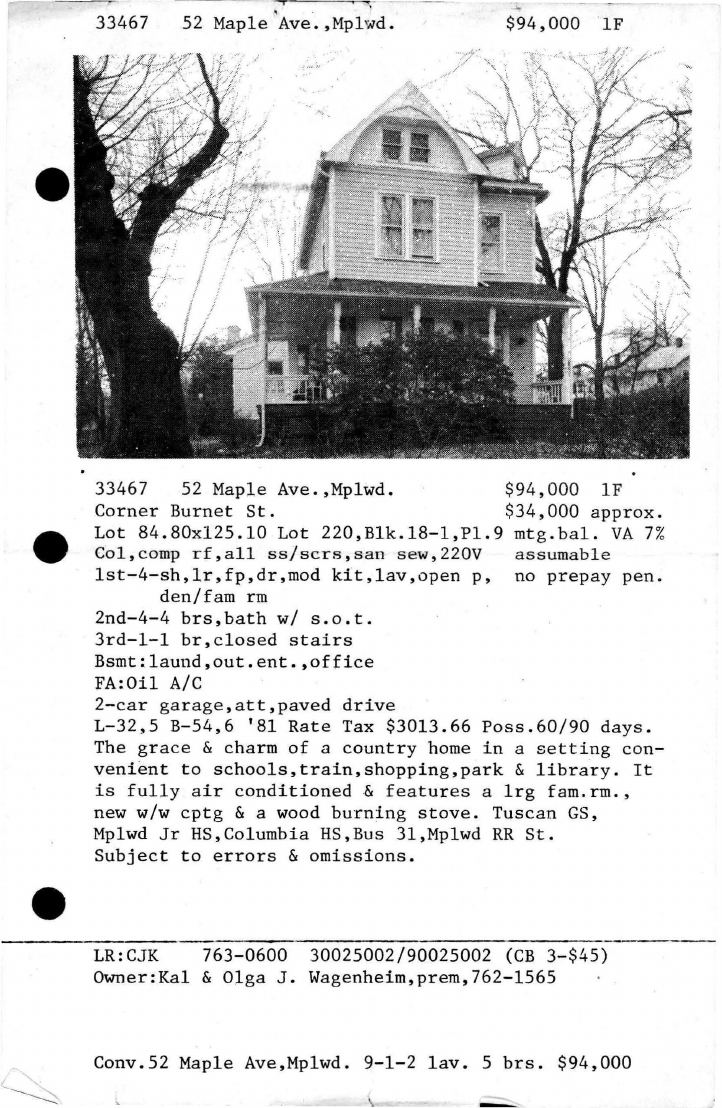 33467 52 Maple Ave.,Mplwd. $94,000 1F
33467 52 Maple Ave.,Mplwd. $94,000 1F
Corner Burnet St. $34,000 approx.
Lot 84.80x125.10 Lot 220,Blk.18-1,Pl.9 mtg.bal. VA 7%
Col,comp rf,all ss/scrs,san sew,220V assumable
1st-4-sh,lr,fp,dr,mod kit,lav,open p, no prepay pen.
den/fam rm
2nd-4-4 brs,bath w/ s.o.t.
3rd-1-1 br,closed stairs
Bsmt:laund,out.ent.,office
FA:Oil A/C
2-car garage,att,paved drive
L-32,5 B-54,6 '81 Rate Tax $3013.66 Poss.60/90 days.
The grace & charm of a country home in a setting con-
venient to schools,train,shopping,park & library. It
is fully air conditioned & features a lrg fam.rm.,
new w/w cptg & a wood burning stove. Tuscan GS,
Mplwd Jr HS,Columbia HS,Bus 31,Mplwd RR St.
Subject to errors & omissions.
LR:CJK 763-0600 30025002/90025002 (CB 3-$45)
Owner:Kal & Olga J. Wagenheim,prem,762-1565
Conv.52 Maple Ave,Mplwd. 9-1-2 lav. 5 brs. $94,000